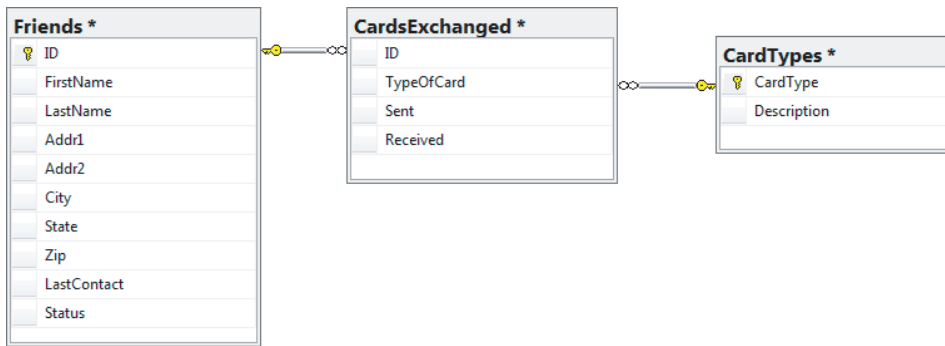 Friends *
ID
FirstName
LastName
Addr1
Addr2
City
State
Zip
LastContact
Status
CardsExchanged *
ID
TypeOfCard
Sent
Received
CardTypes *
CardType
Description